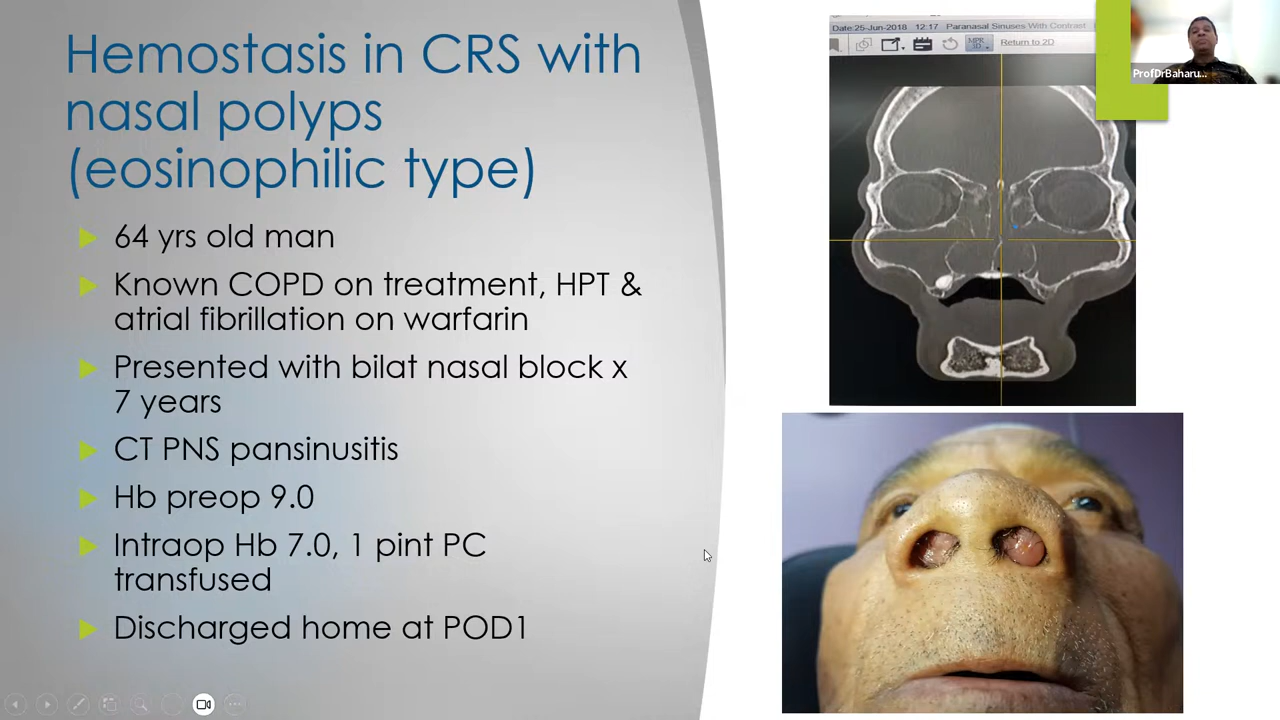 Hemostasis in CRS with
nasal polyps
(eosinophilic type)
64 yrs old man
Known COPD on treatment, HPT &
atrial fibrillation on warfarin
Presented with bilat nasal block x
7 years
CT PNS pansinusitis
Hb preop 9.0
Intraop Hb 7.0, 1 pint PC
transfused
Discharged home at POD1
Date:25-Jun-2018 12:17 Paranasal Sinuses With Contrast
MPR
Return to 2D
ProfDrBaharu...